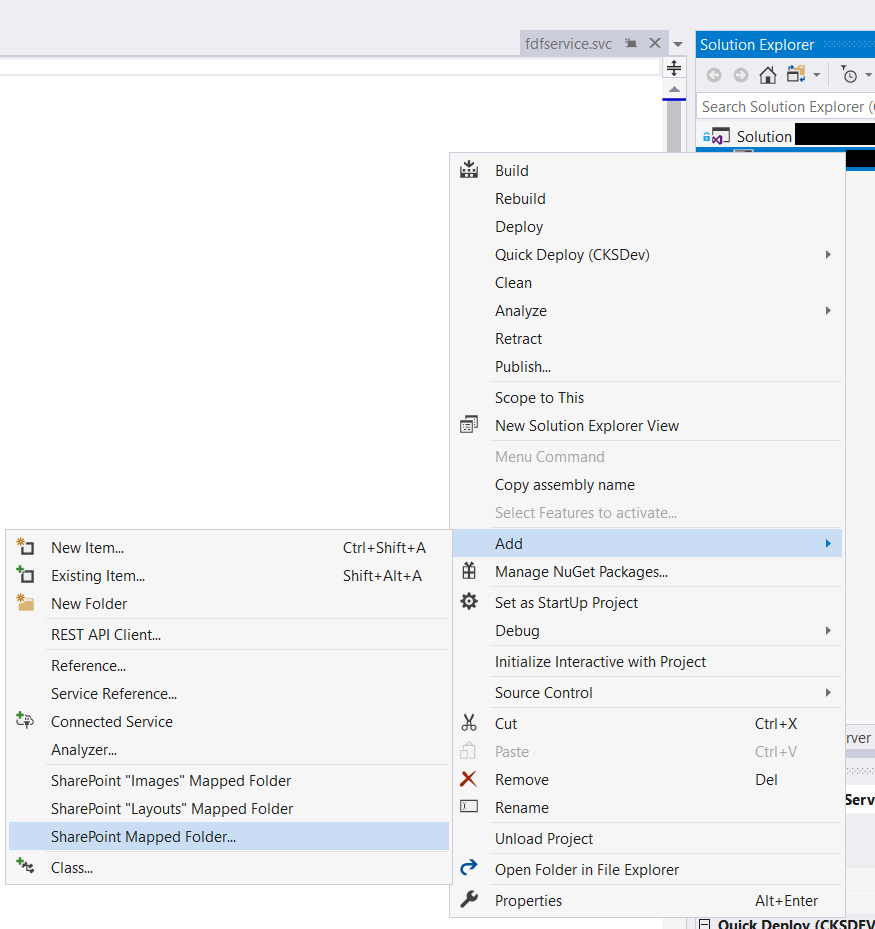 fdfservice.svc
Solution Explorer
Search Solution Explorer (
Solution
Build
Rebuild
Deploy
Quick Deploy (CKSDev)
Clean
Analyze
Retract
Publish...
Scope to This
New Solution Explorer View
Menu Command
Copy assembly name
Select Features to activate...
Add
Manage NuGet Packages...
Set as StartUp Project
Debug
Initialize Interactive with Project
Source Control
Cut Ctrl+X
Paste Ctrl+V
Remove Del
Rename
Unload Project
Open Folder in File Explorer
Properties Alt+Enter
New Item... Ctrl+Shift+A
Existing Item... Shift+Alt+A
New Folder
REST API Client...
Reference...
Service Reference...
Connected Service
Analyzer...
SharePoint "Images" Mapped Folder
SharePoint "Layouts" Mapped Folder
SharePoint Mapped Folder...
Class...
rver
Serv
Quick Deploy (CKSDEV